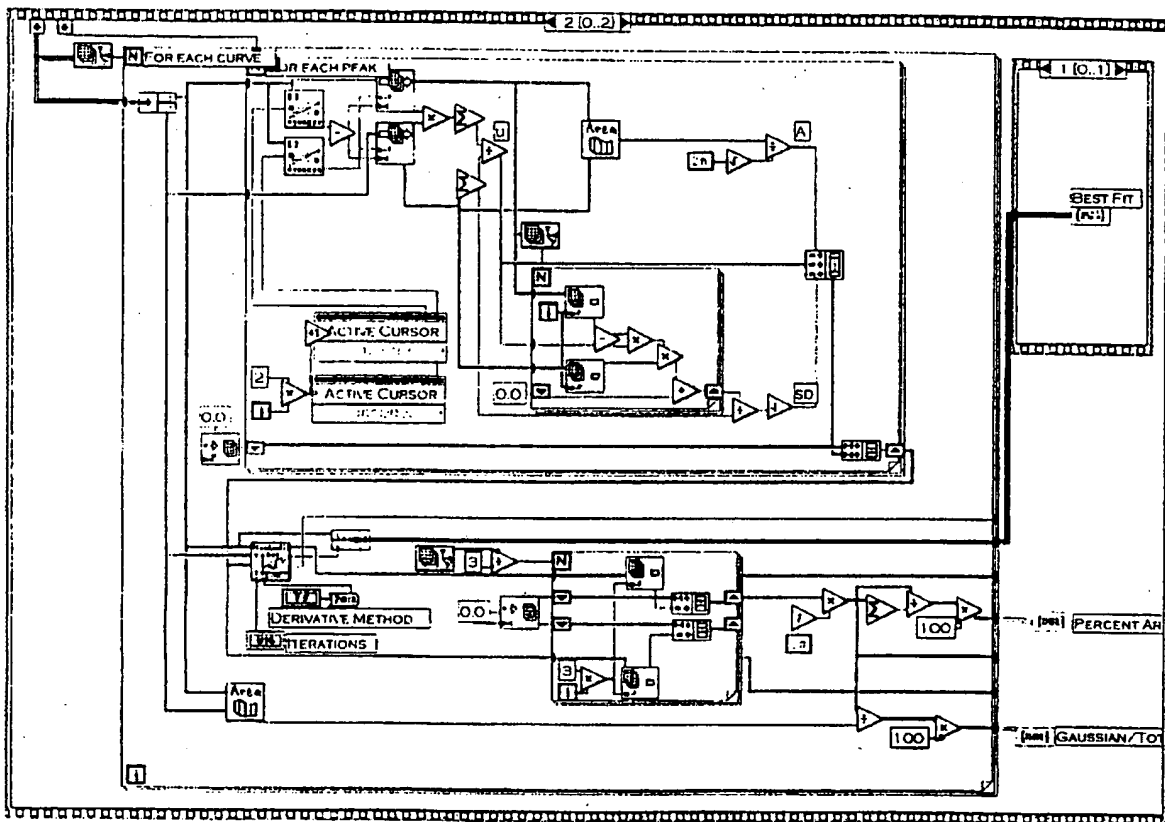 2 [0..2]
N FOR EACH CURVE
OR EACH PEAK
1 [0..1]
U
Area
A
BEST FIT
N
i
ACTIVE CURSOR
2
ACTIVE CURSOR
i
0.0
SD
0.0
3
N
0.0
DERIVATIVE METHOD
100
PERCENT AR
ITERATIONS
3
i
Area
100
GAUSSIAN/TOT
i